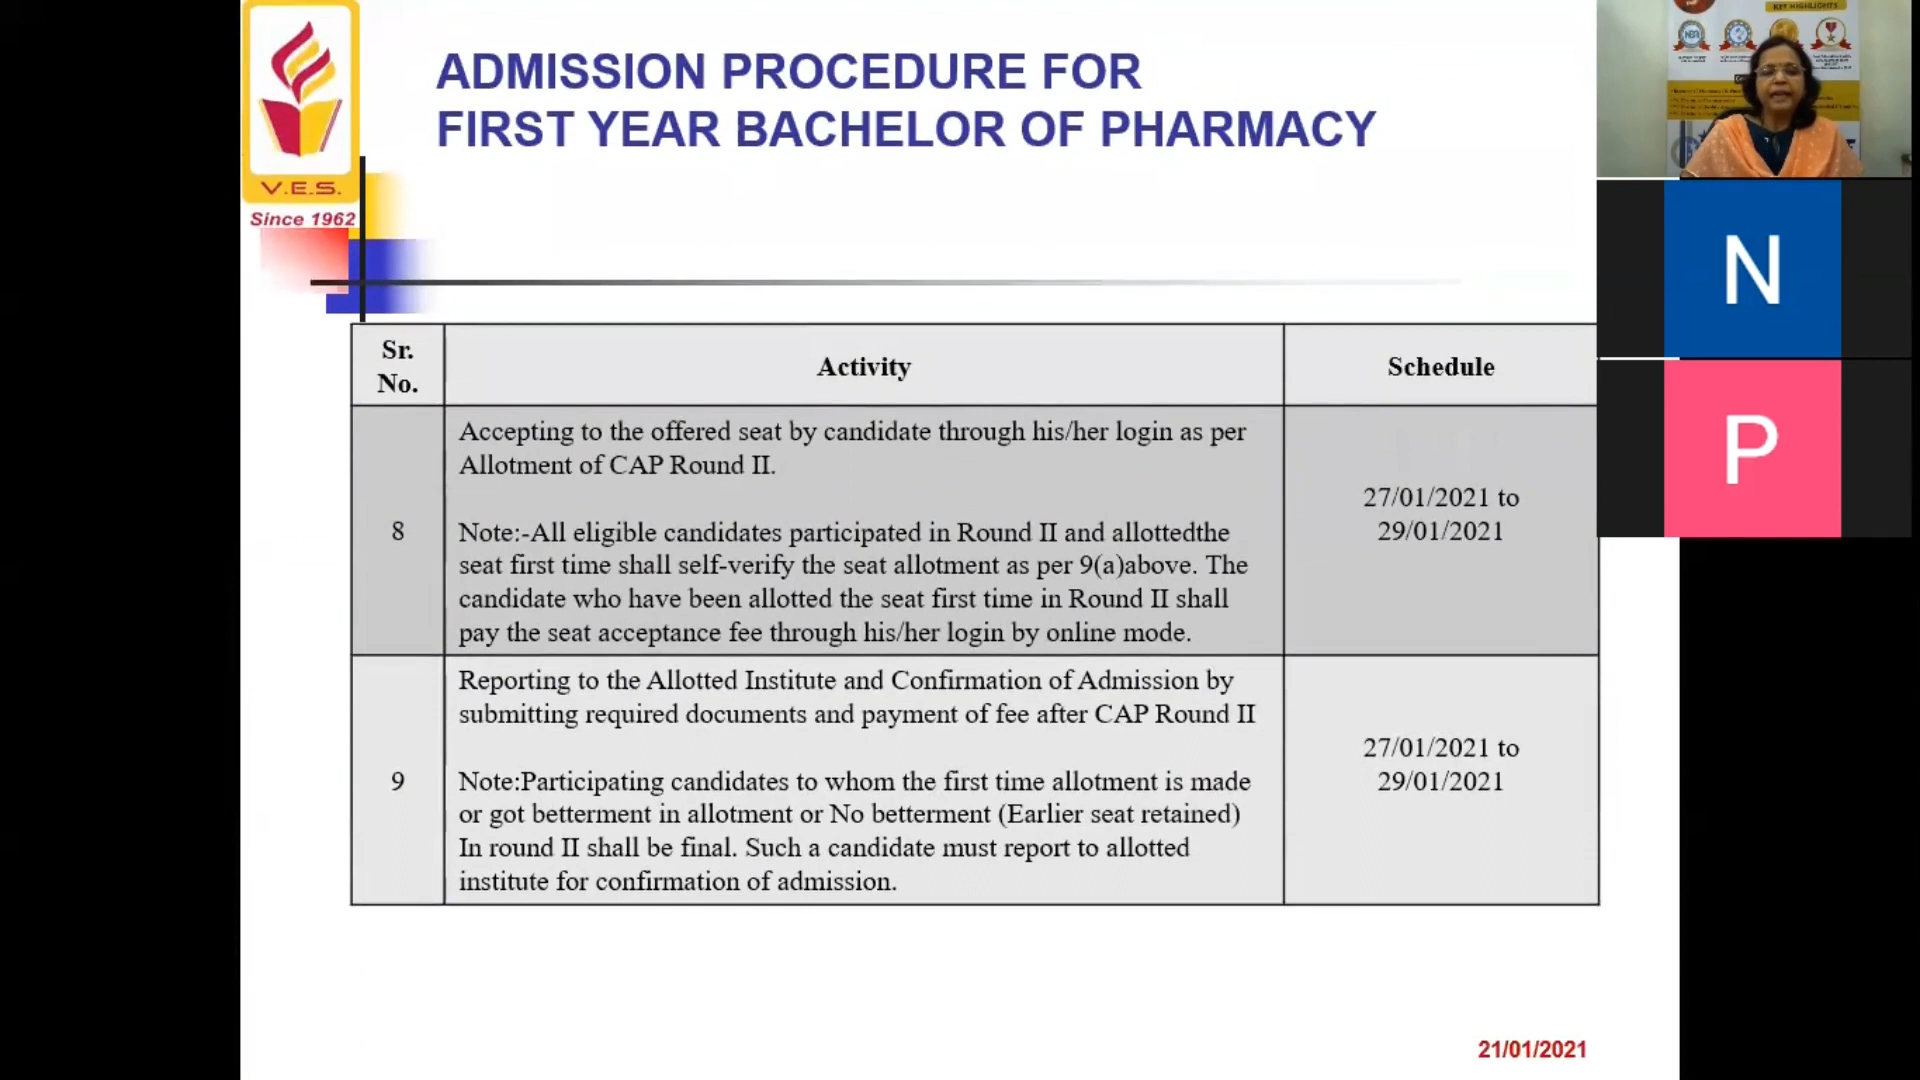 V.E.S.
Since 1962
ADMISSION PROCEDURE FOR
FIRST YEAR BACHELOR OF PHARMACY
KEY HIGHLIGHTS
NBA
N
P
Sr.
No.
Activity
Schedule
8
Accepting to the offered seat by candidate through his/her login as per
Allotment of CAP Round II.
Note:-All eligible candidates participated in Round II and allottedthe
seat first time shall self-verify the seat allotment as per 9(a)above. The
candidate who have been allotted the seat first time in Round II shall
pay the seat acceptance fee through his/her login by online mode.
27/01/2021 to
29/01/2021
9
Reporting to the Allotted Institute and Confirmation of Admission by
submitting required documents and payment of fee after CAP Round II
Note:Participating candidates to whom the first time allotment is made
or got betterment in allotment or No betterment (Earlier seat retained)
In round II shall be final. Such a candidate must report to allotted
institute for confirmation of admission.
27/01/2021 to
29/01/2021
21/01/2021